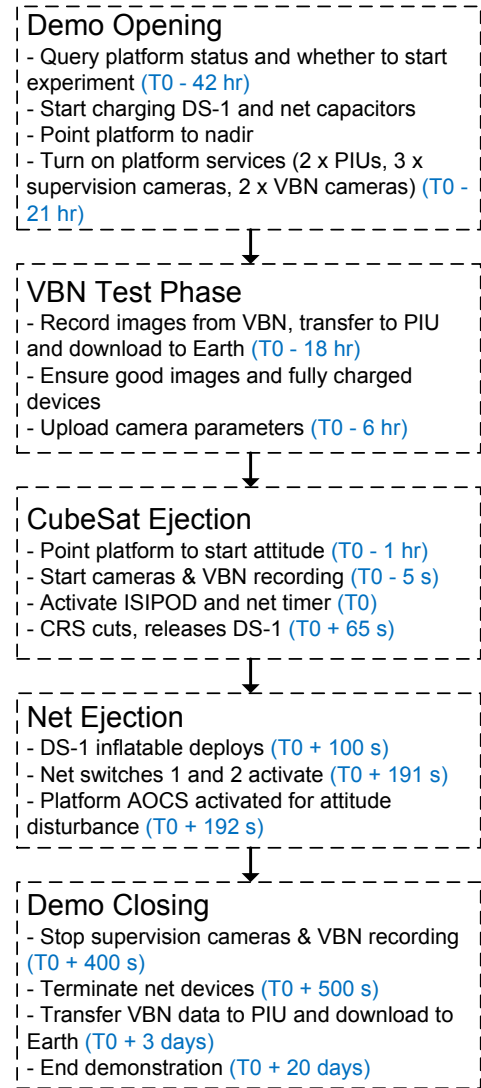 Demo Opening
- Query platform status and whether to start
experiment (T0 - 42 hr)
- Start charging DS-1 and net capacitors
- Point platform to nadir
- Turn on platform services (2 x PIUs, 3 x
supervision cameras, 2 x VBN cameras) (T0 -
21 hr)
VBN Test Phase
- Record images from VBN, transfer to PIU
and download to Earth (T0 - 18 hr)
- Ensure good images and fully charged
devices
- Upload camera parameters (T0 - 6 hr)
CubeSat Ejection
- Point platform to start attitude (T0 - 1 hr)
- Start cameras & VBN recording (T0 - 5 s)
- Activate ISIPOD and net timer (T0)
- CRS cuts, releases DS-1 (T0 + 65 s)
Net Ejection
- DS-1 inflatable deploys (T0 + 100 s)
- Net switches 1 and 2 activate (T0 + 191 s)
- Platform AOCS activated for attitude
disturbance (T0 + 192 s)
Demo Closing
- Stop supervision cameras & VBN recording
(T0 + 400 s)
- Terminate net devices (T0 + 500 s)
- Transfer VBN data to PIU and download to
Earth (T0 + 3 days)
- End demonstration (T0 + 20 days)